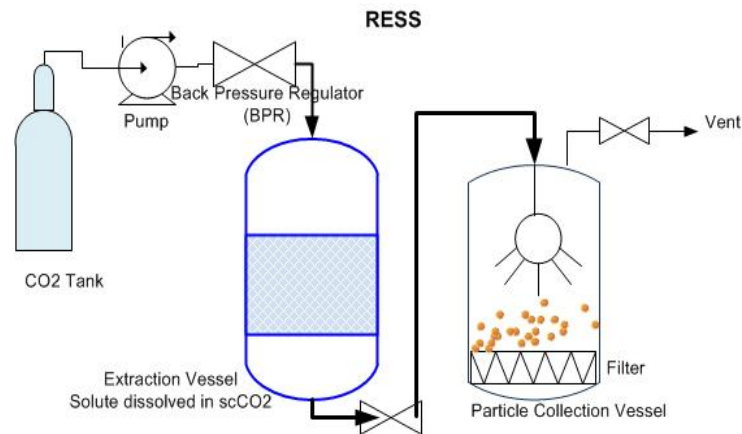 RESS
Back Pressure Regulator
(BPR)
Pump
Vent
CO2 Tank
Extraction Vessel
Solute dissolved in scCO2
Filter
Particle Collection Vessel